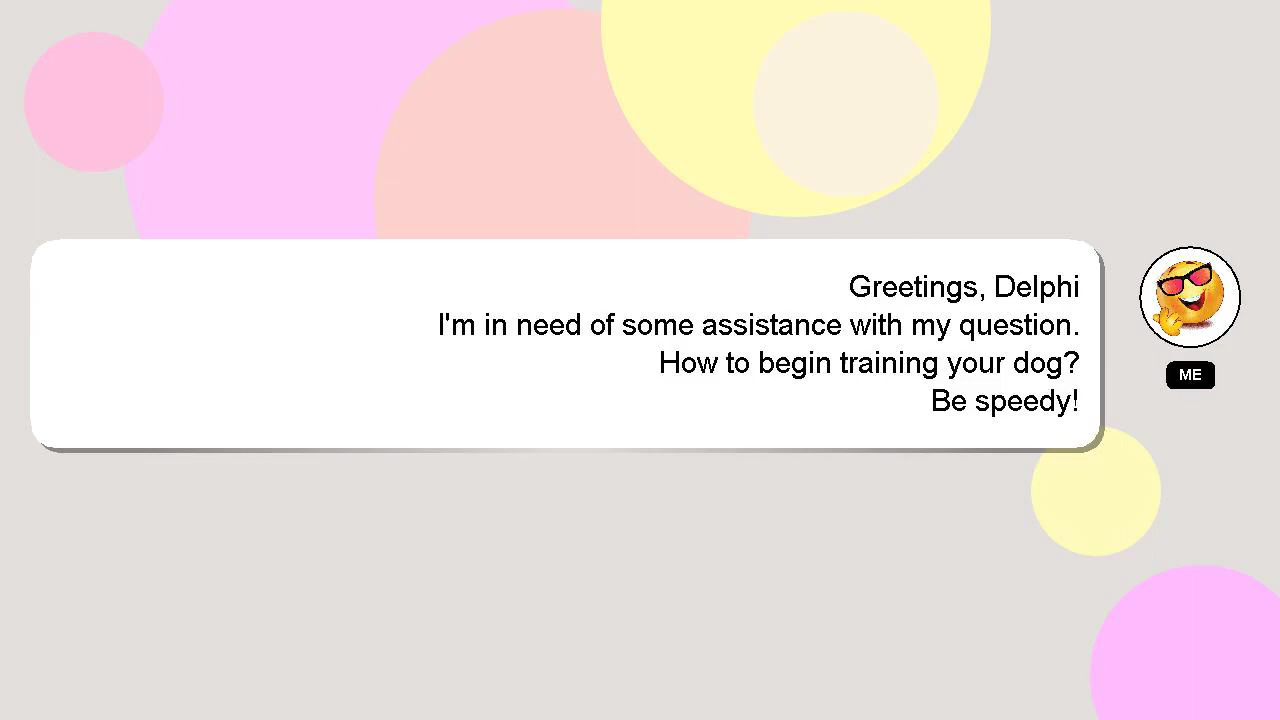 Greetings, Delphi
I'm in need of some assistance with my question.
How to begin training your dog?
Be speedy!
ME